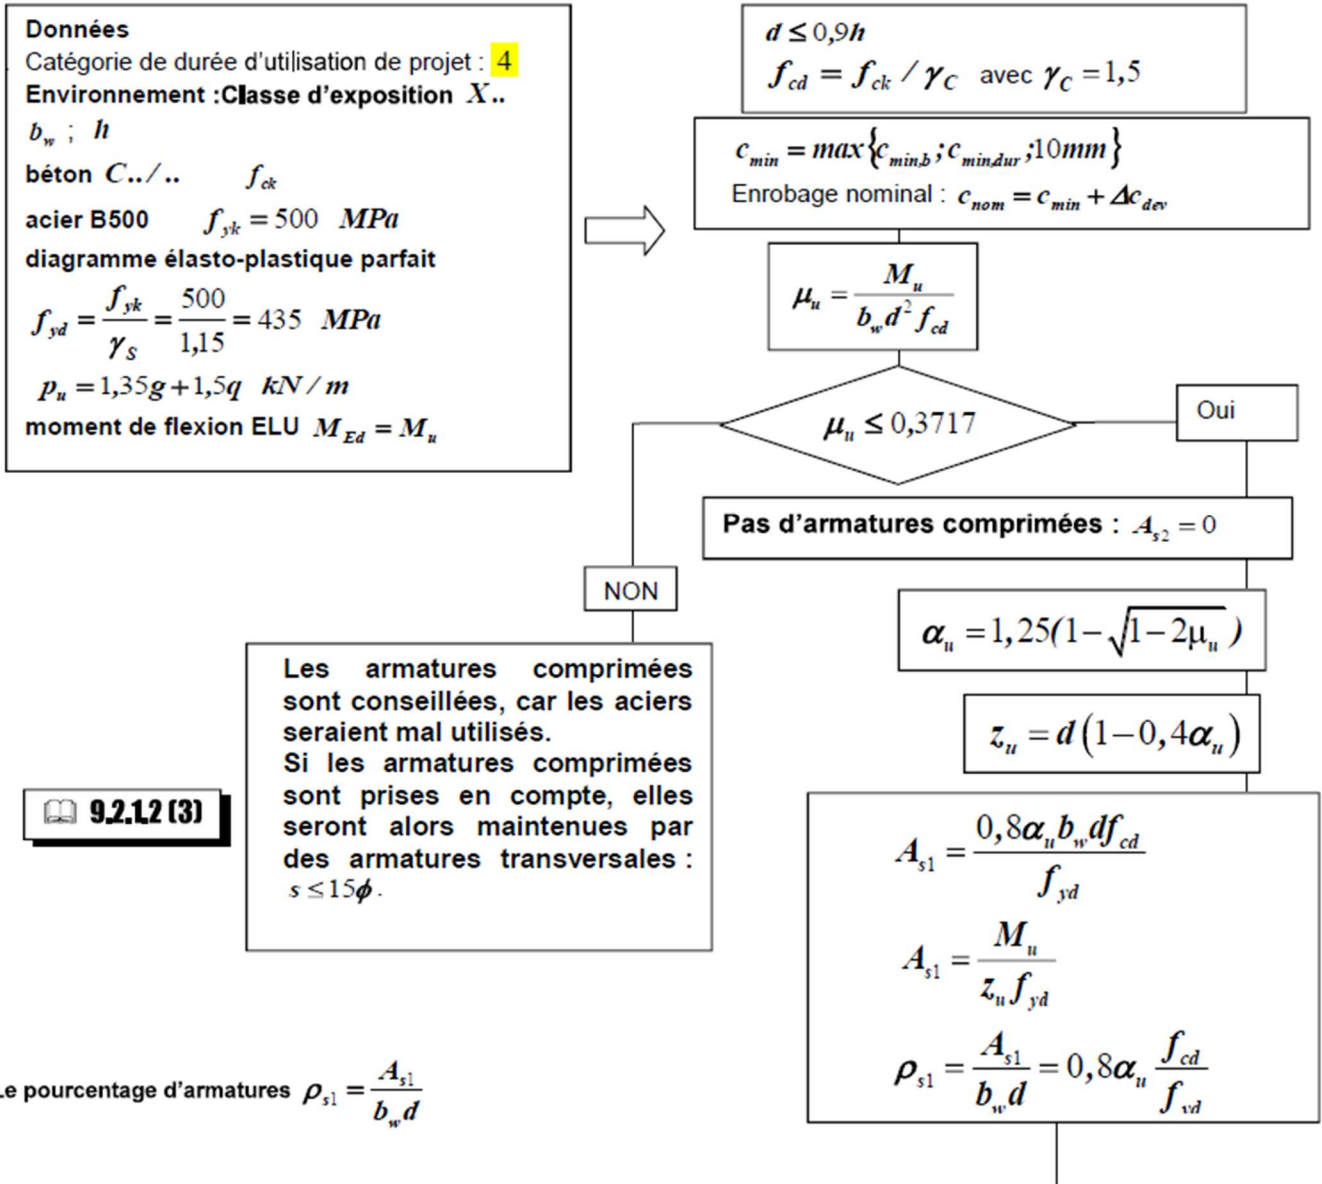 Données
Catégorie de durée d'utilisation de projet : 4
Environnement :Classe d'exposition X..
b_w ; h
béton C../.. f_ck
acier B500 f_yk = 500 MPa
diagramme élasto-plastique parfait
f_yd = f_yk / γ_S = 500 / 1,15 = 435 MPa
p_u = 1,35g + 1,5q kN / m
moment de flexion ELU M_Ed = M_u
d ≤ 0,9h
f_cd = f_ck / γ_C avec γ_C = 1,5
c_min = max{c_min,b ; c_min,dur ; 10mm}
Enrobage nominal : c_nom = c_min + Δc_dev
μ_u = M_u / b_w d² f_cd
μ_u ≤ 0,3717
Oui
Pas d'armatures comprimées : A_s2 = 0
NON
Les armatures comprimées
sont conseillées, car les aciers
seraient mal utilisés.
Si les armatures comprimées
sont prises en compte, elles
seront alors maintenues par
des armatures transversales :
s ≤ 15ϕ.
9.2.1.2 (3)
α_u = 1,25(1 − √(1 − 2μ_u))
z_u = d(1 − 0,4α_u)
A_s1 = 0,8α_u b_w d f_cd / f_yd
A_s1 = M_u / z_u f_yd
ρ_s1 = A_s1 / b_w d = 0,8α_u f_cd / f_yd
Le pourcentage d'armatures ρ_s1 = A_s1 / b_w d